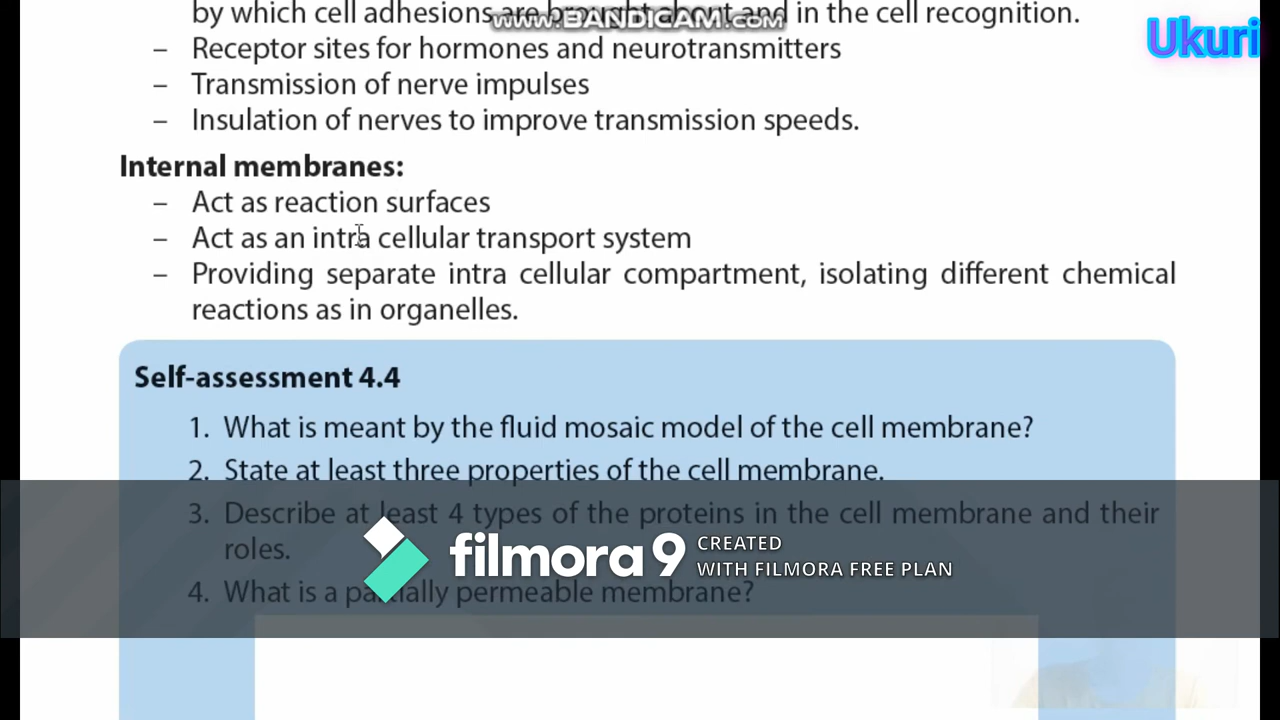 by which cell adhesions are brought about and in the cell recognition.
www.BANDICAM.com
Ukuri
– Receptor sites for hormones and neurotransmitters
– Transmission of nerve impulses
– Insulation of nerves to improve transmission speeds.
Internal membranes:
– Act as reaction surfaces
– Act as an intra cellular transport system
– Providing separate intra cellular compartment, isolating different chemical
reactions as in organelles.
Self-assessment 4.4
1. What is meant by the fluid mosaic model of the cell membrane?
2. State at least three properties of the cell membrane.
3. Describe at least 4 types of the proteins in the cell membrane and their
roles.
filmora 9 CREATED
WITH FILMORA FREE PLAN
4. What is a partially permeable membrane?